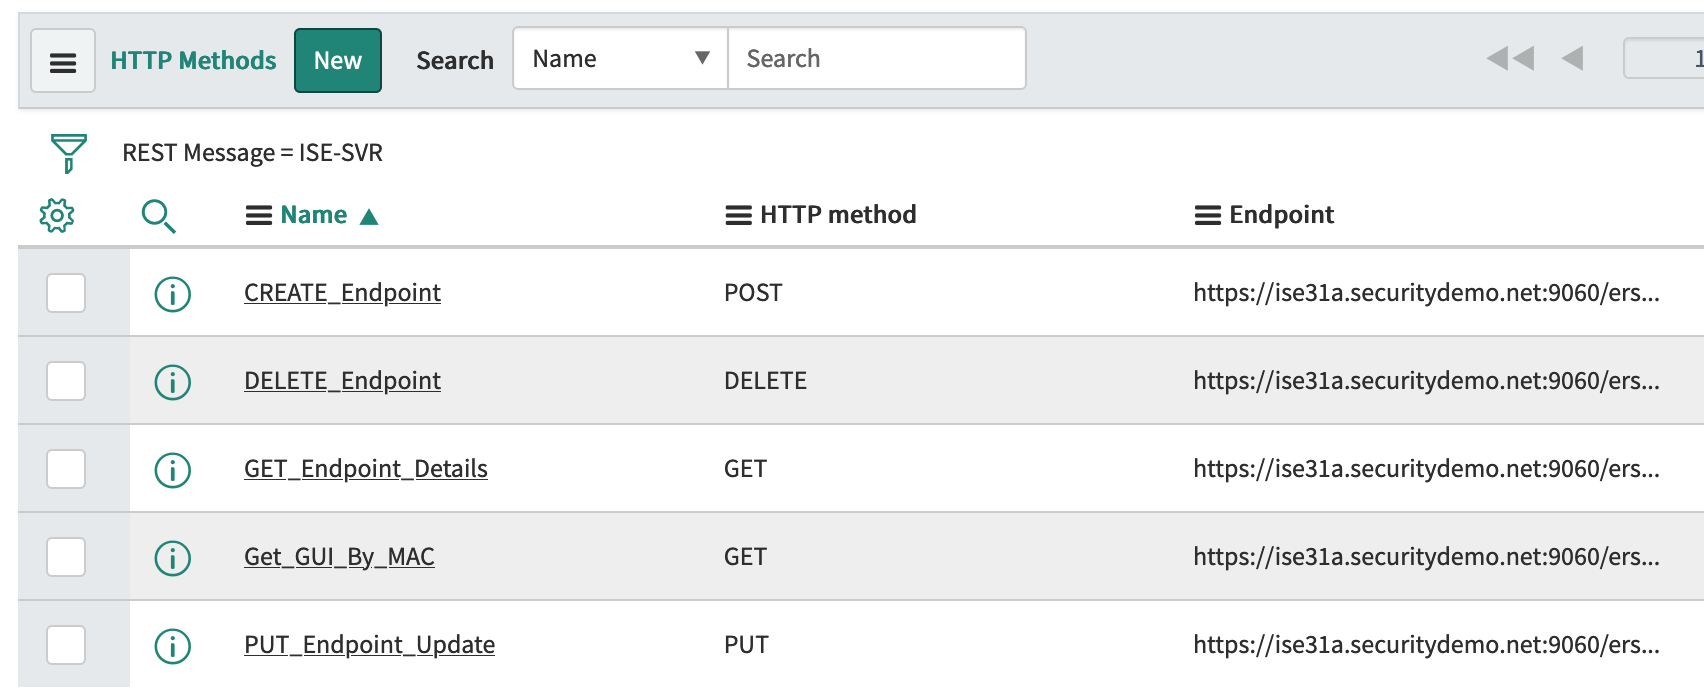 HTTP Methods New Search Name Search 1
REST Message = ISE-SVR
Name HTTP method Endpoint
CREATE_Endpoint POST https://ise31a.securitydemo.net:9060/ers...
DELETE_Endpoint DELETE https://ise31a.securitydemo.net:9060/ers...
GET_Endpoint_Details GET https://ise31a.securitydemo.net:9060/ers...
Get_GUI_By_MAC GET https://ise31a.securitydemo.net:9060/ers...
PUT_Endpoint_Update PUT https://ise31a.securitydemo.net:9060/ers...